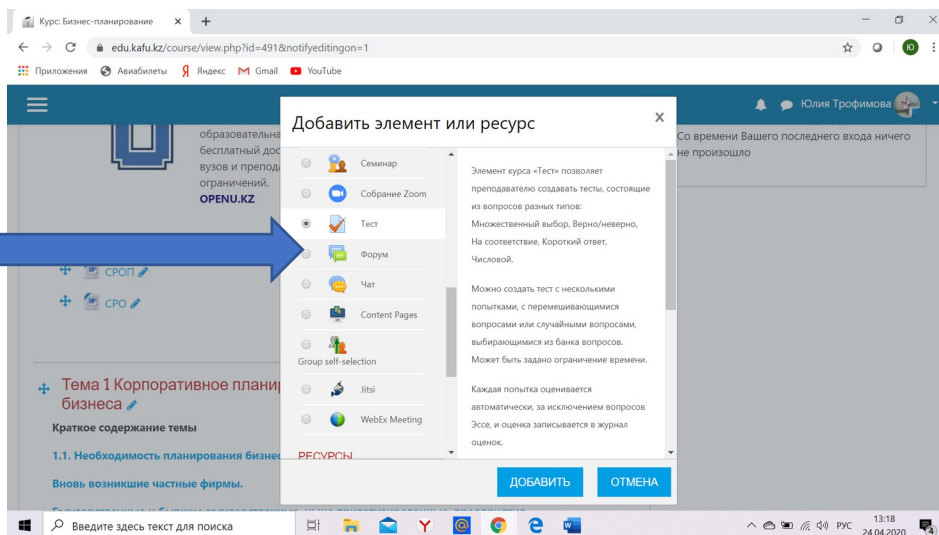 Курс: Бизнес-планирование
edu.kafu.kz/course/view.php?id=491&notifyeditingon=1
Ю
Приложения Авиабилеты Яндекс Gmail YouTube
Юлия Трофимова
образовательна
бесплатный дос
вузов и препода
ограничений.
OPENU.KZ
СРОП
СРО
Тема 1 Корпоративное плани
бизнеса
Краткое содержание темы
1.1. Необходимость планирования бизнес
Вновь возникшие частные фирмы.
Добавить элемент или ресурс
Семинар
Собрание Zoom
Тест
Форум
Чат
Content Pages
Group self-selection
Jitsi
WebEx Meeting
РЕСУРСЫ
Элемент курса «Тест» позволяет
преподавателю создавать тесты, состоящие
из вопросов разных типов:
Множественный выбор, Верно/неверно,
На соответствие, Короткий ответ,
Числовой.
Можно создать тест с несколькими
попытками, с перемешивающимися
вопросами или случайными вопросами,
выбирающимися из банка вопросов.
Может быть задано ограничение времени.
Каждая попытка оценивается
автоматически, за исключением вопросов
Эссе, и оценка записывается в журнал
оценок.
ДОБАВИТЬ ОТМЕНА
Со времени Вашего последнего входа ничего
не произошло
Введите здесь текст для поиска
РУС
13:18
24.04.2020